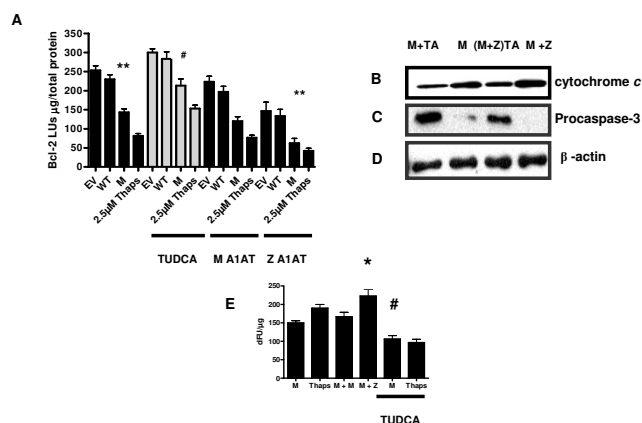 A
Bcl-2 LUs µg/total protein
350
300
250
200
150
100
50
0
**
#
**
EV
WT
M
2.5µM Thaps
EV
WT
M
2.5µM Thaps
EV
WT
M
2.5µM Thaps
EV
WT
M
2.5µM Thaps
TUDCA
M A1AT
Z A1AT
M+TA M (M+Z)TA M +Z
B cytochrome c
C Procaspase-3
D β -actin
E
*
#
dFU/µg
250
200
150
100
50
0
M
Thaps
M + M
M + Z
M
Thaps
TUDCA